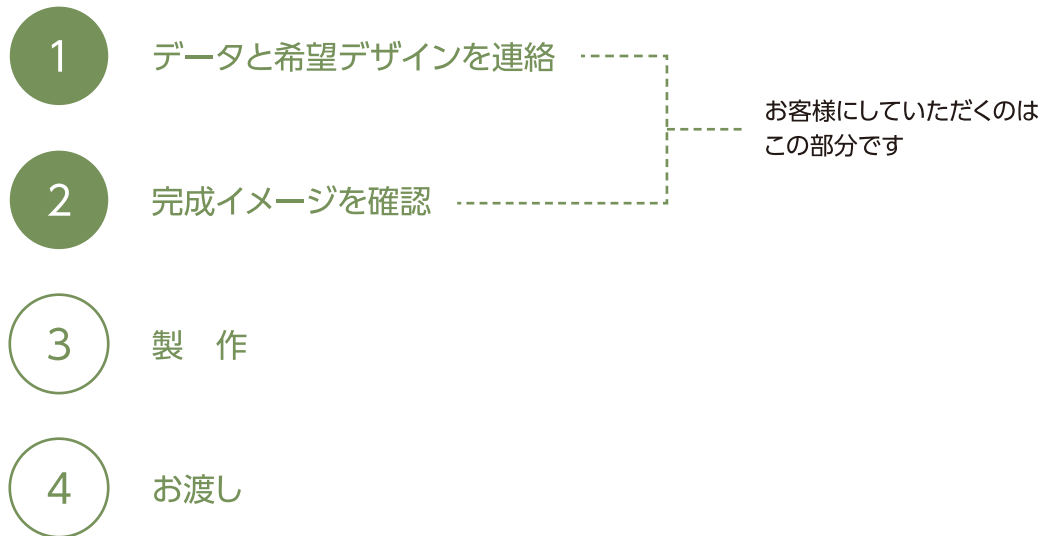 1 データと希望デザインを連絡
お客様にしていただくのは
この部分です
2 完成イメージを確認
3 製　作
4 お渡し